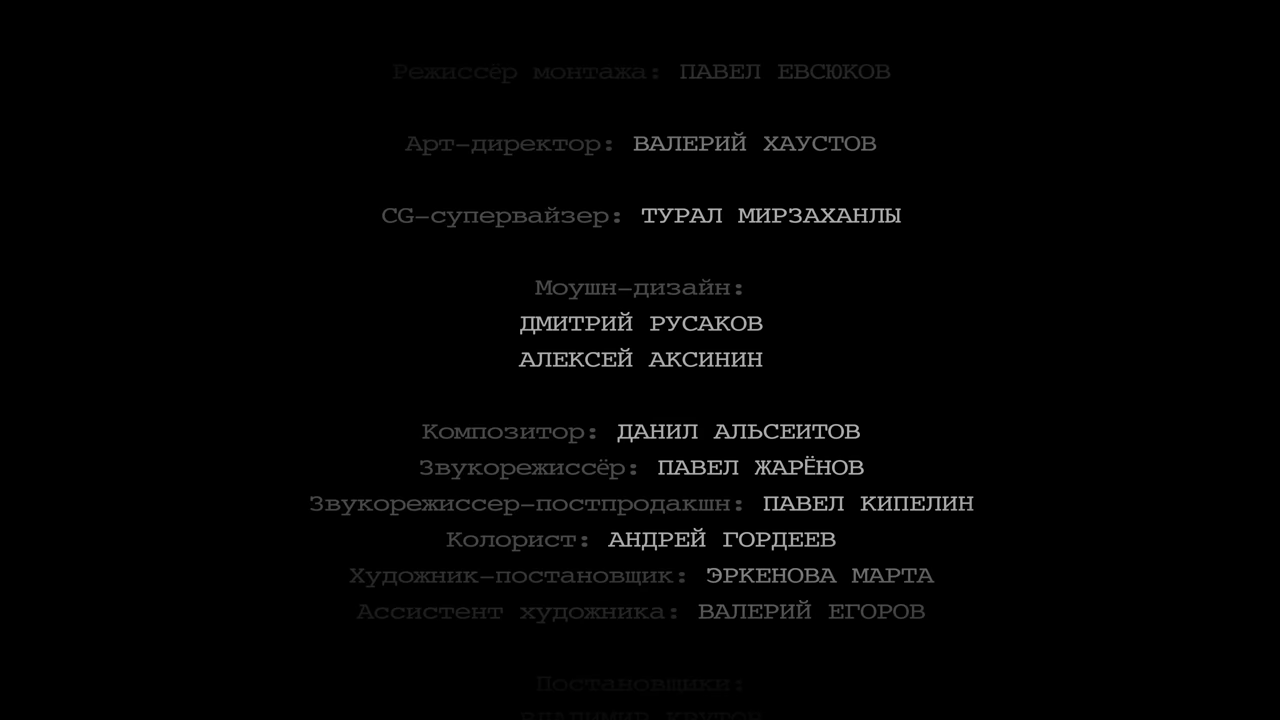 Режиссёр монтажа: ПАВЕЛ ЕВСЮКОВ
Арт-директор: ВАЛЕРИЙ ХАУСТОВ
CG-супервайзер: ТУРАЛ МИРЗАХАНЛЫ
Моушн-дизайн:
ДМИТРИЙ РУСАКОВ
АЛЕКСЕЙ АКСИНИН
Композитор: ДАНИЛ АЛЬСЕИТОВ
Звукорежиссёр: ПАВЕЛ ЖАРЁНОВ
Звукорежиссер-постпродакшн: ПАВЕЛ КИПЕЛИН
Колорист: АНДРЕЙ ГОРДЕЕВ
Художник-постановщик: ЭРКЕНОВА МАРТА
Ассистент художника: ВАЛЕРИЙ ЕГОРОВ
Постановщики: